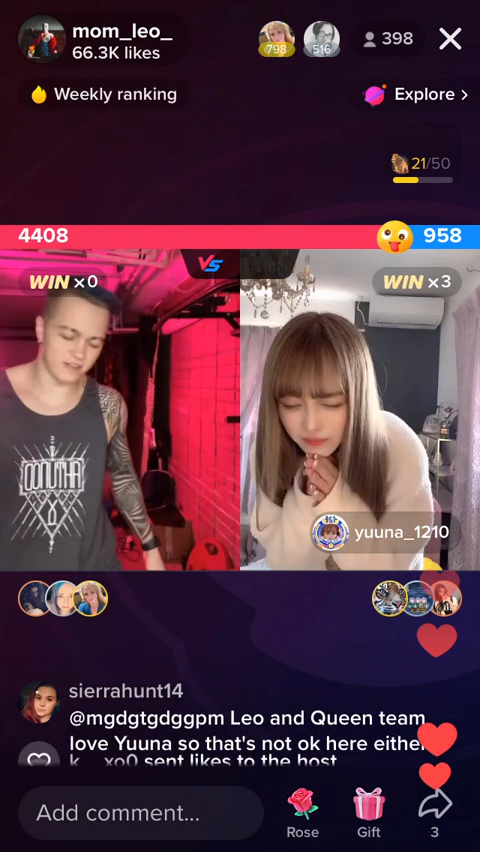 mom_leo_
66.3K likes
798
516
398
Weekly ranking
Explore >
21/50
4408
958
VS
WIN x0
WIN x3
yuuna_1210
sierrahunt14
@mgdgtgdggpm Leo and Queen team
love Yuuna so that's not ok here either
sent likes to the host
Add comment...
Rose
Gift
3